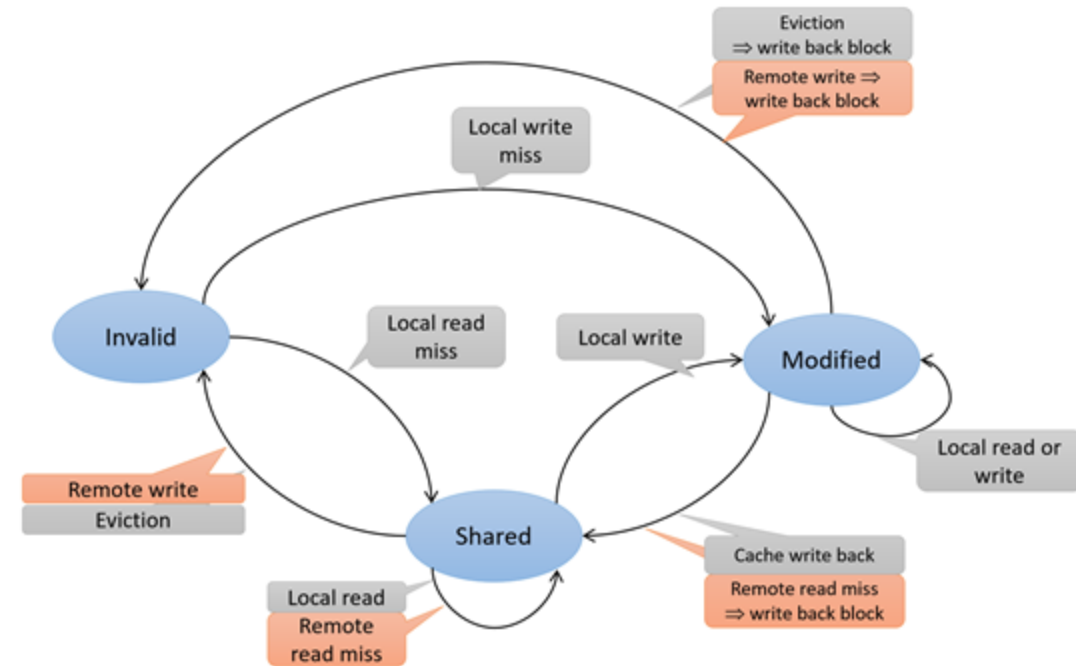 Eviction
⇒ write back block
Remote write ⇒
write back block
Local write
miss
Local read
miss
Local write
Invalid
Modified
Local read or
write
Remote write
Eviction
Shared
Cache write back
Remote read miss
⇒ write back block
Local read
Remote
read miss